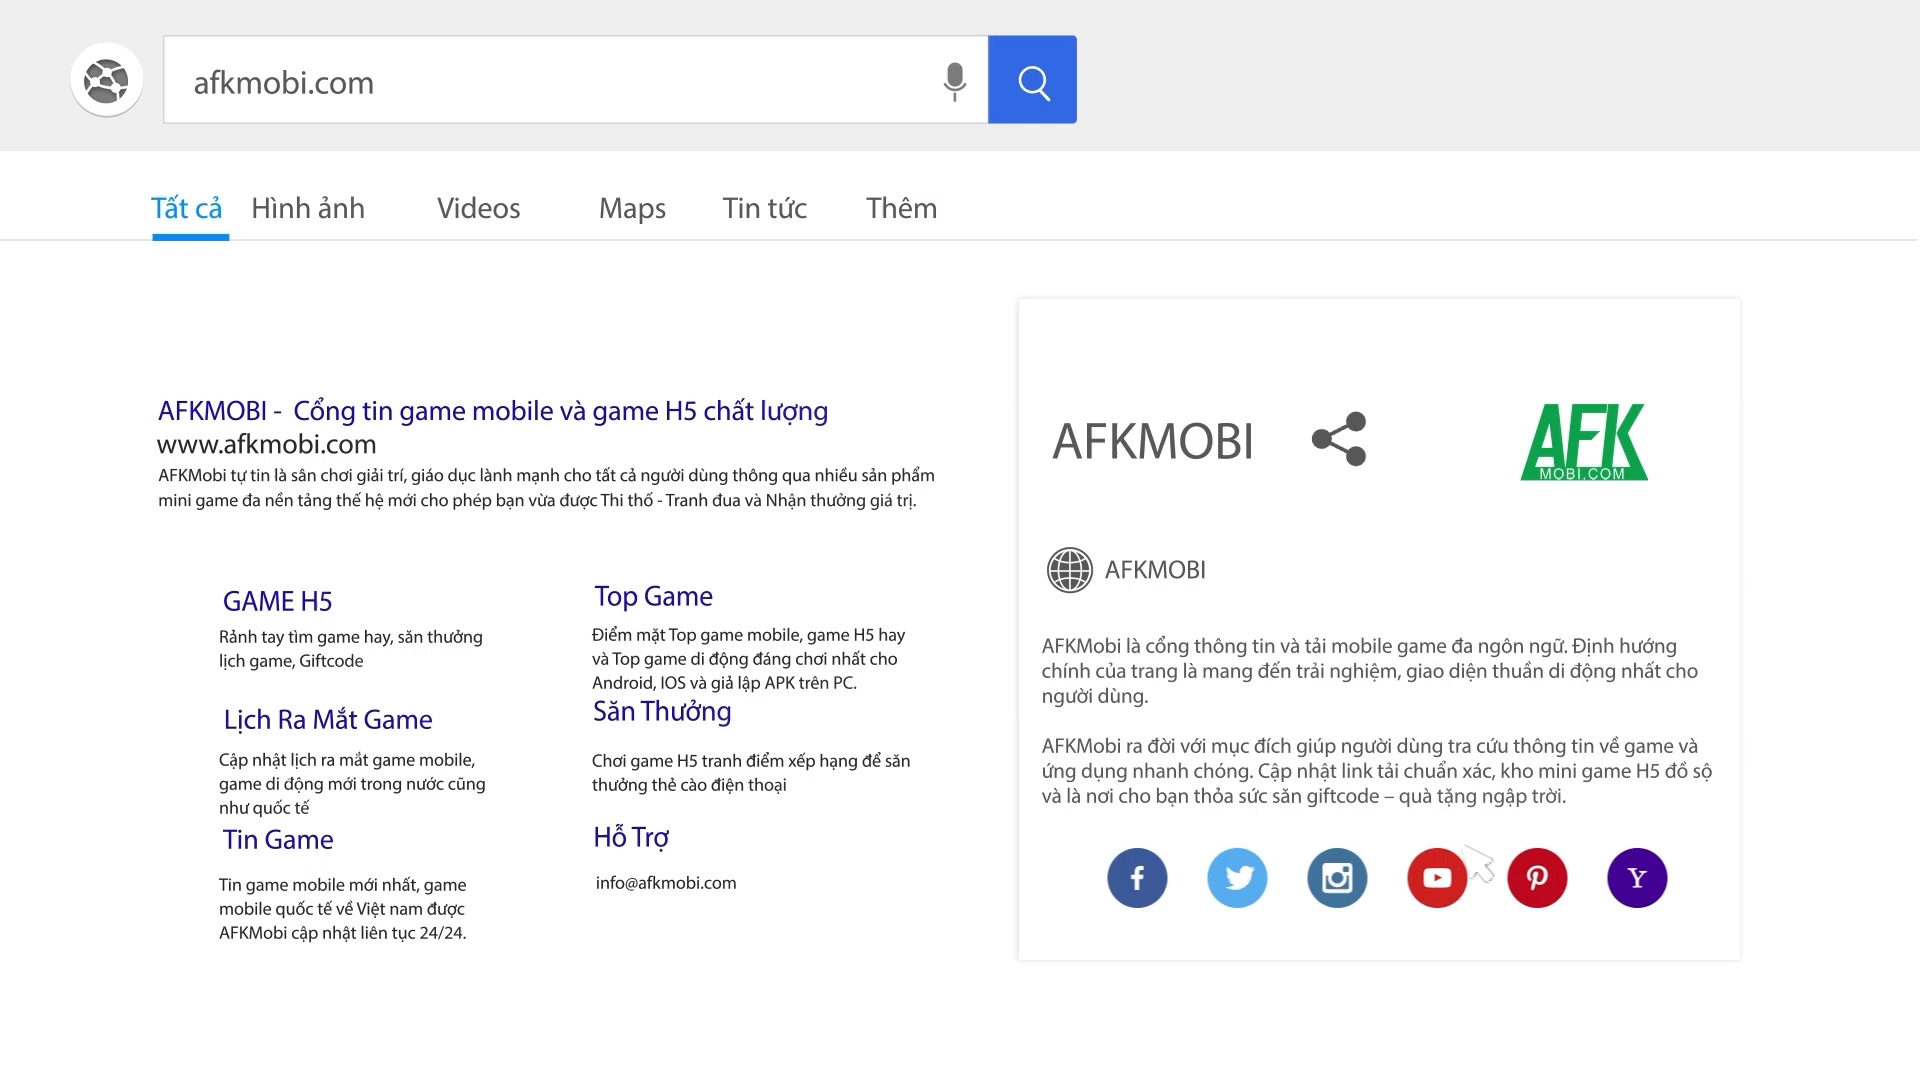 afkmobi.com
Tất cả Hình ảnh Videos Maps Tin tức Thêm
AFKMOBI - Cổng tin game mobile và game H5 chất lượng
www.afkmobi.com
AFKMobi tự tin là sân chơi giải trí, giáo dục lành mạnh cho tất cả người dùng thông qua nhiều sản phẩm
mini game đa nền tảng thế hệ mới cho phép bạn vừa được Thi thố - Tranh đua và Nhận thưởng giá trị.
GAME H5
Rảnh tay tìm game hay, săn thưởng
lịch game, Giftcode
Lịch Ra Mắt Game
Cập nhật lịch ra mắt game mobile,
game di động mới trong nước cũng
như quốc tế
Tin Game
Tin game mobile mới nhất, game
mobile quốc tế về Việt nam được
AFKMobi cập nhật liên tục 24/24.
Top Game
Điểm mặt Top game mobile, game H5 hay
và Top game di động đáng chơi nhất cho
Android, IOS và giả lập APK trên PC.
Săn Thưởng
Chơi game H5 tranh điểm xếp hạng để săn
thưởng thẻ cào điện thoại
Hỗ Trợ
info@afkmobi.com
AFKMOBI
AFK
MOBI.COM
AFKMOBI
AFKMobi là cổng thông tin và tải mobile game đa ngôn ngữ. Định hướng
chính của trang là mang đến trải nghiệm, giao diện thuần di động nhất cho
người dùng.
AFKMobi ra đời với mục đích giúp người dùng tra cứu thông tin về game và
ứng dụng nhanh chóng. Cập nhật link tải chuẩn xác, kho mini game H5 đồ sộ
và là nơi cho bạn thỏa sức săn giftcode – quà tặng ngập trời.